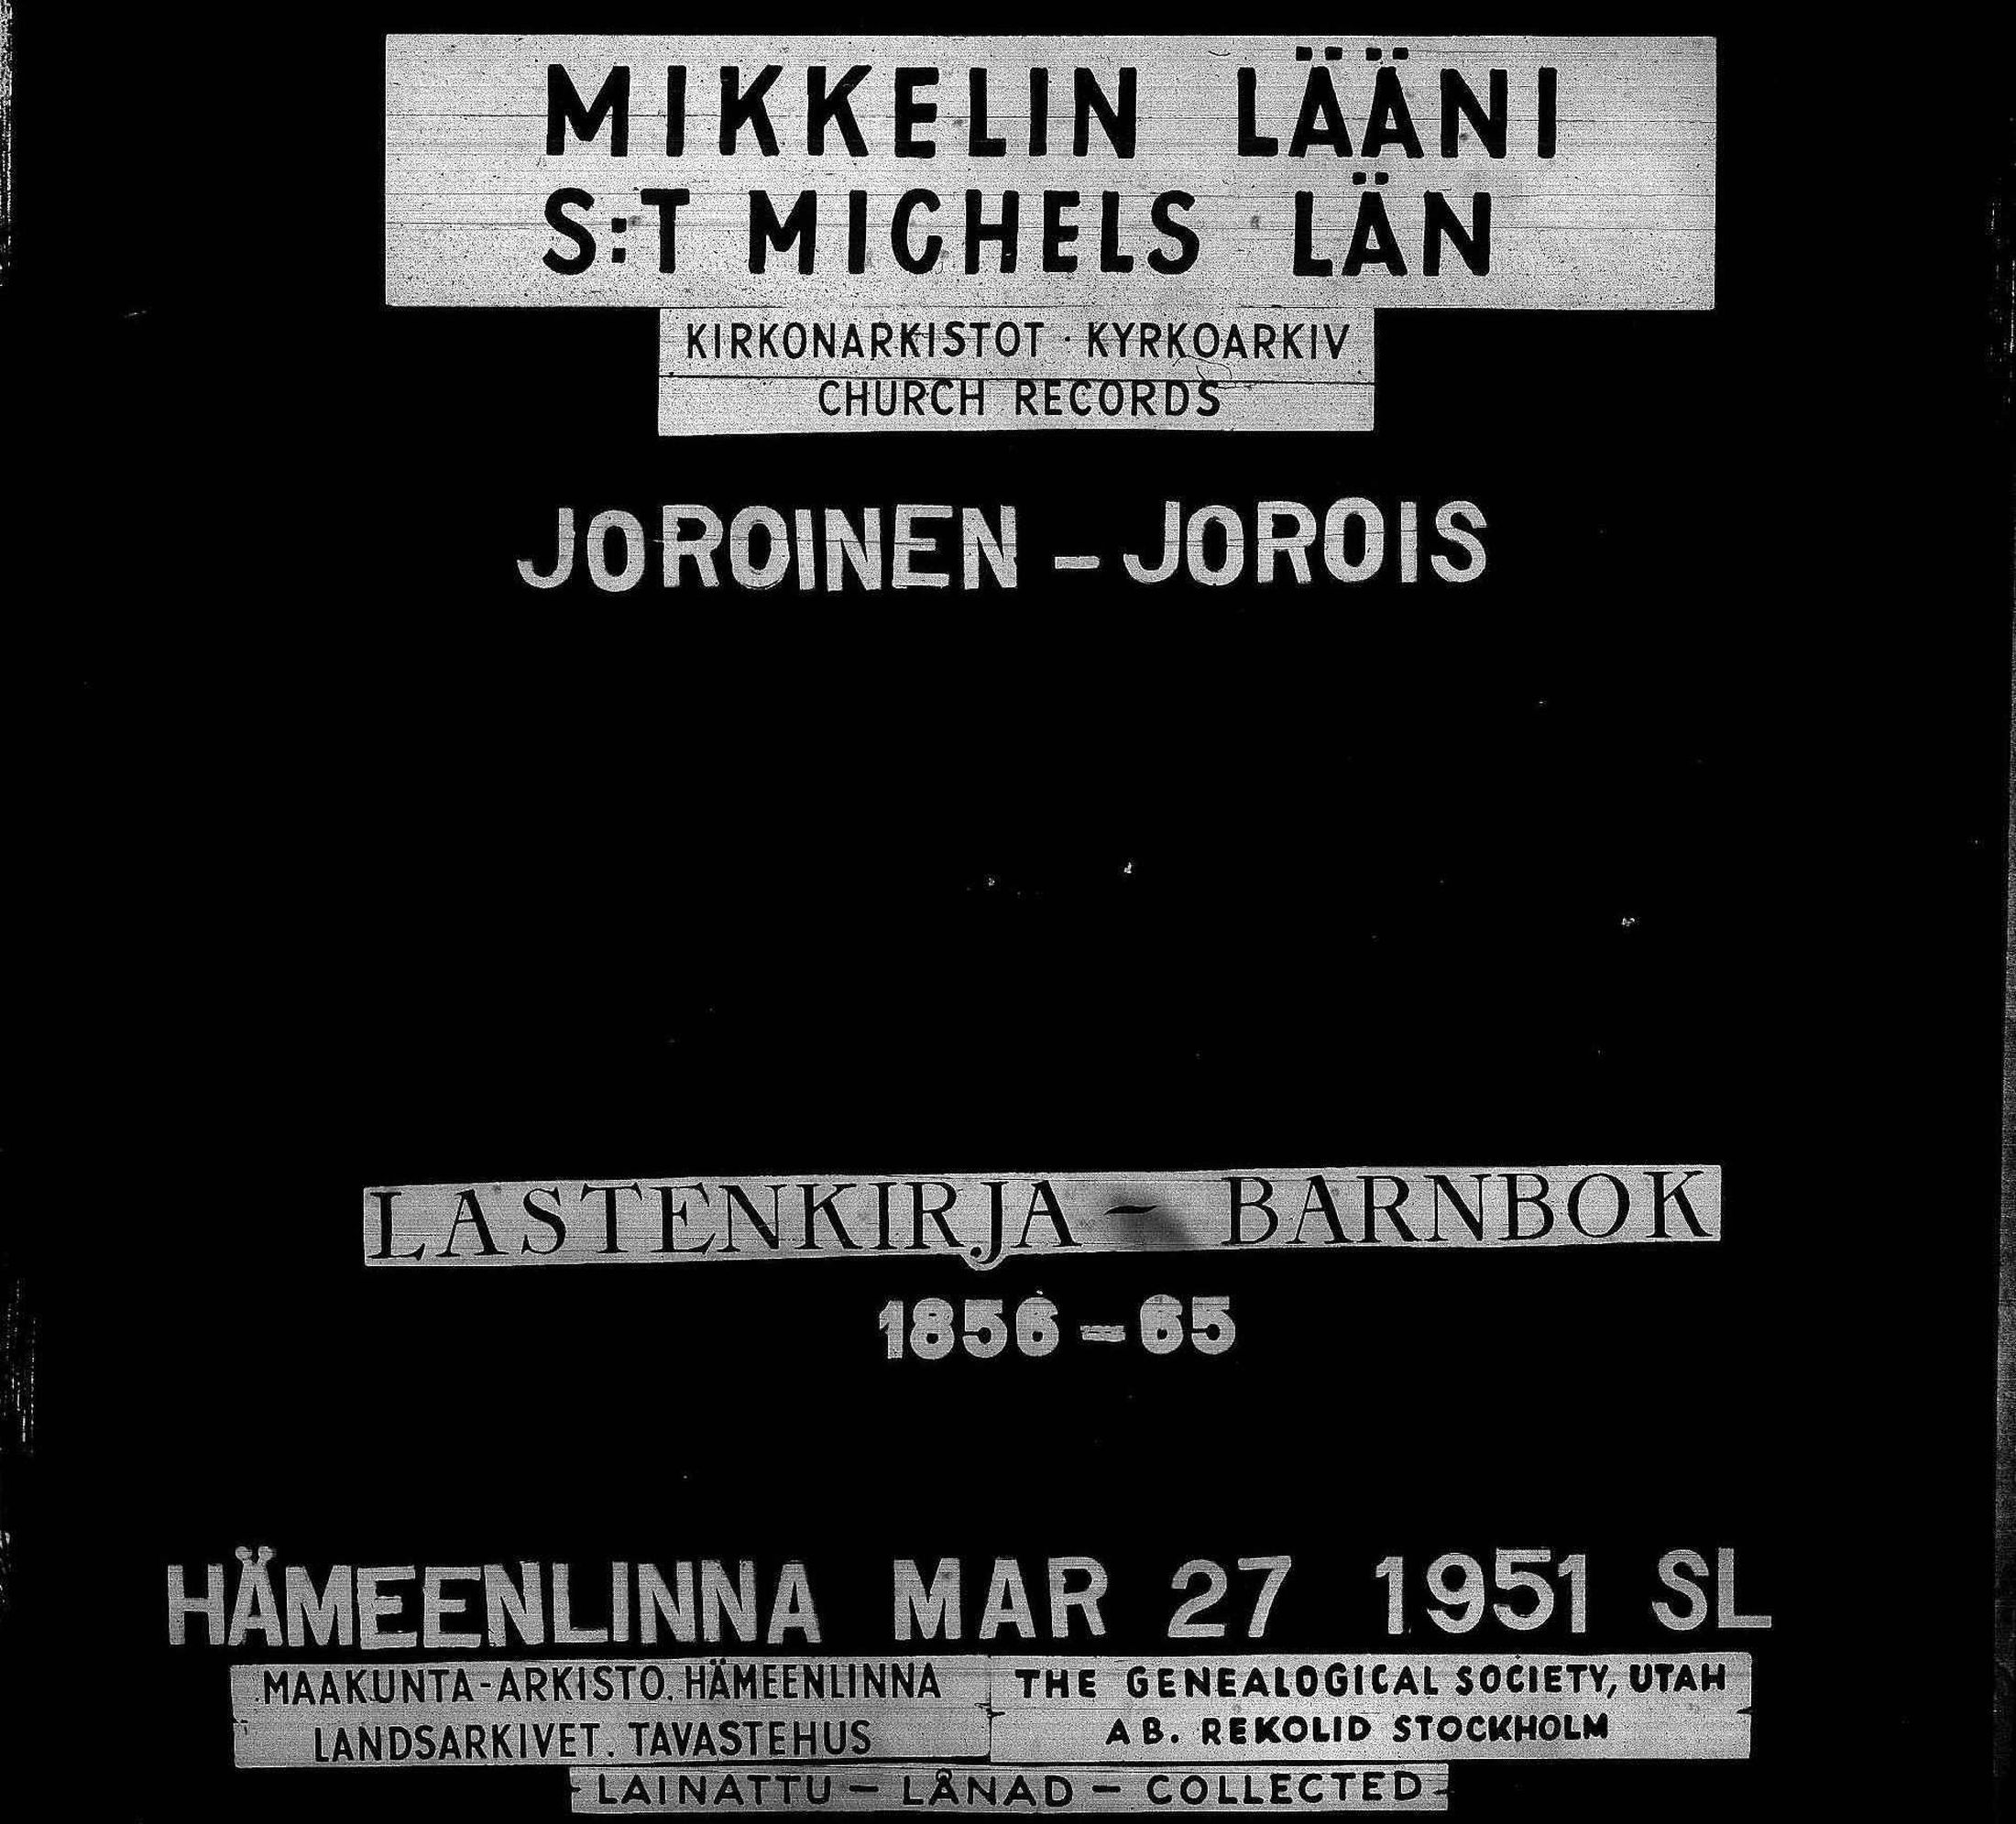 MIKKELIN LÄÄNI
S:T MICHELS LÄN
KIRKONARKISTOT · KYRKOARKIV
CHURCH RECORDS
JOROINEN – JOROIS
LASTENKIRJA – BARNBOK
1856 – 65
HÄMEENLINNA MAR 27 1951 SL
MAAKUNTA-ARKISTO. HÄMEENLINNA
LANDSARKIVET. TAVASTEHUS
THE GENEALOGICAL SOCIETY, UTAH
AB. REKOLID STOCKHOLM
LAINATTU – LÅNAD – COLLECTED